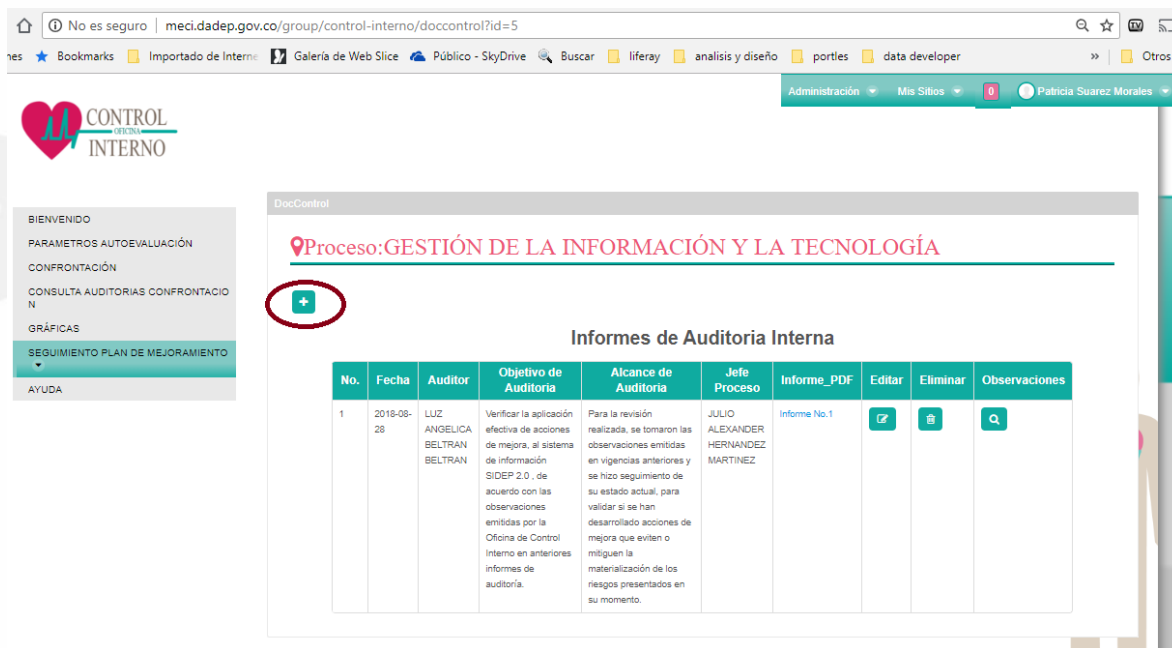 No es seguro | meci.dadep.gov.co/group/control-interno/doccontrol?id=5
nes Bookmarks Importado de Interne Galería de Web Slice Público - SkyDrive Buscar liferay analisis y diseño portles data developer » Otros
Administración Mis Sitios 0 Patricia Suarez Morales
CONTROL
OFICINA
INTERNO
BIENVENIDO
PARAMETROS AUTOEVALUACIÓN
CONFRONTACIÓN
CONSULTA AUDITORIAS CONFRONTACIO
N
GRÁFICAS
SEGUIMIENTO PLAN DE MEJORAMIENTO
AYUDA
DocControl
Proceso:GESTIÓN DE LA INFORMACIÓN Y LA TECNOLOGÍA
+
Informes de Auditoria Interna
No. Fecha Auditor Objetivo de Auditoria Alcance de Auditoria Jefe Proceso Informe_PDF Editar Eliminar Observaciones
1
2018-08-
28
LUZ
ANGELICA
BELTRAN
BELTRAN
Verificar la aplicación
efectiva de acciones
de mejora, al sistema
de información
SIDEP 2.0 , de
acuerdo con las
observaciones
emitidas por la
Oficina de Control
Interno en anteriores
informes de
auditoría.
Para la revisión
realizada, se tomaron las
observaciones emitidas
en vigencias anteriores y
se hizo seguimiento de
su estado actual, para
validar si se han
desarrollado acciones de
mejora que eviten o
mitiguen la
materialización de los
riesgos presentados en
su momento.
JULIO
ALEXANDER
HERNANDEZ
MARTINEZ
Informe No.1